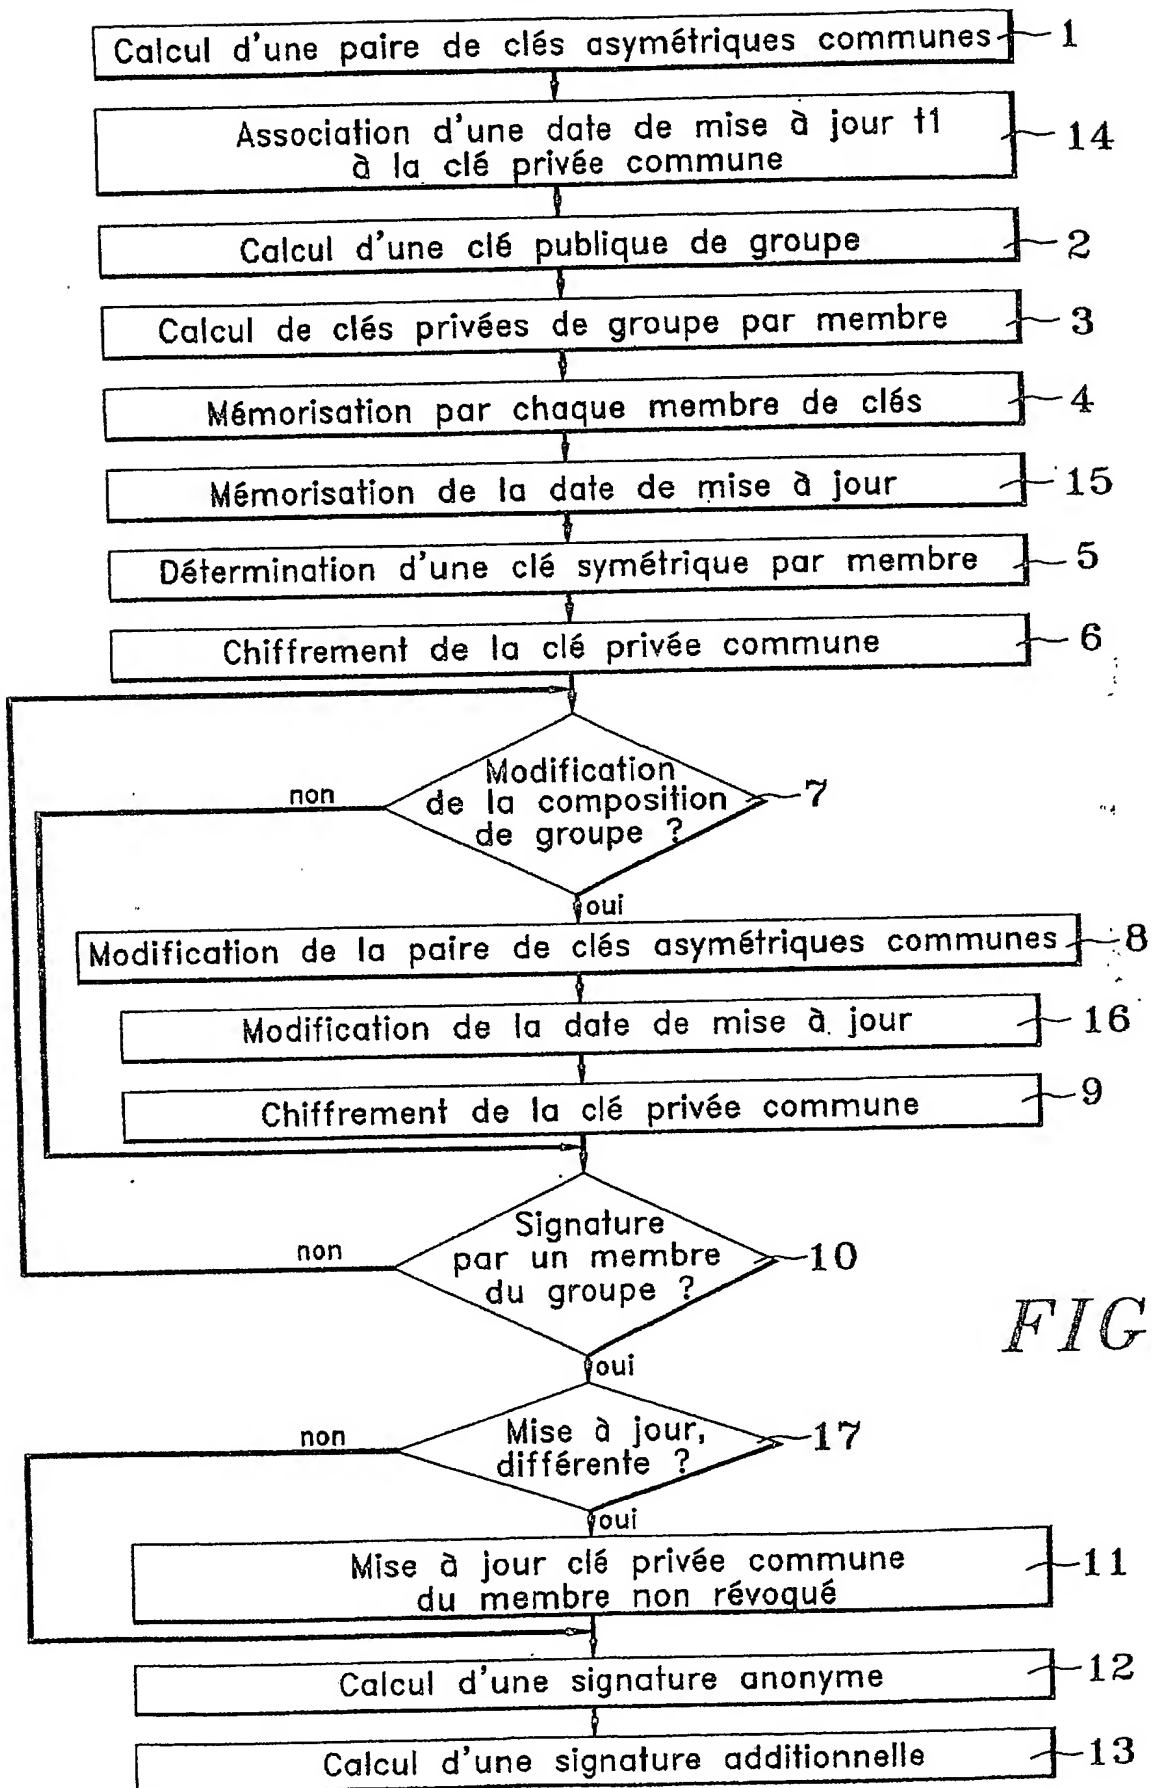 Calcul d'une paire de clés asymétriques communes 1
Association d'une date de mise à jour t1
à la clé privée commune 14
Calcul d'une clé publique de groupe 2
Calcul de clés privées de groupe par membre 3
Mémorisation par chaque membre de clés 4
Mémorisation de la date de mise à jour 15
Détermination d'une clé symétrique par membre 5
Chiffrement de la clé privée commune 6
Modification
de la composition
de groupe ? 7
non
oui
Modification de la paire de clés asymétriques communes 8
Modification de la date de mise à jour 16
Chiffrement de la clé privée commune 9
Signature
par un membre
du groupe ? 10
non
FIG
oui
Mise à jour,
différente ? 17
non
oui
Mise à jour clé privée commune
du membre non révoqué 11
Calcul d'une signature anonyme 12
Calcul d'une signature additionnelle 13